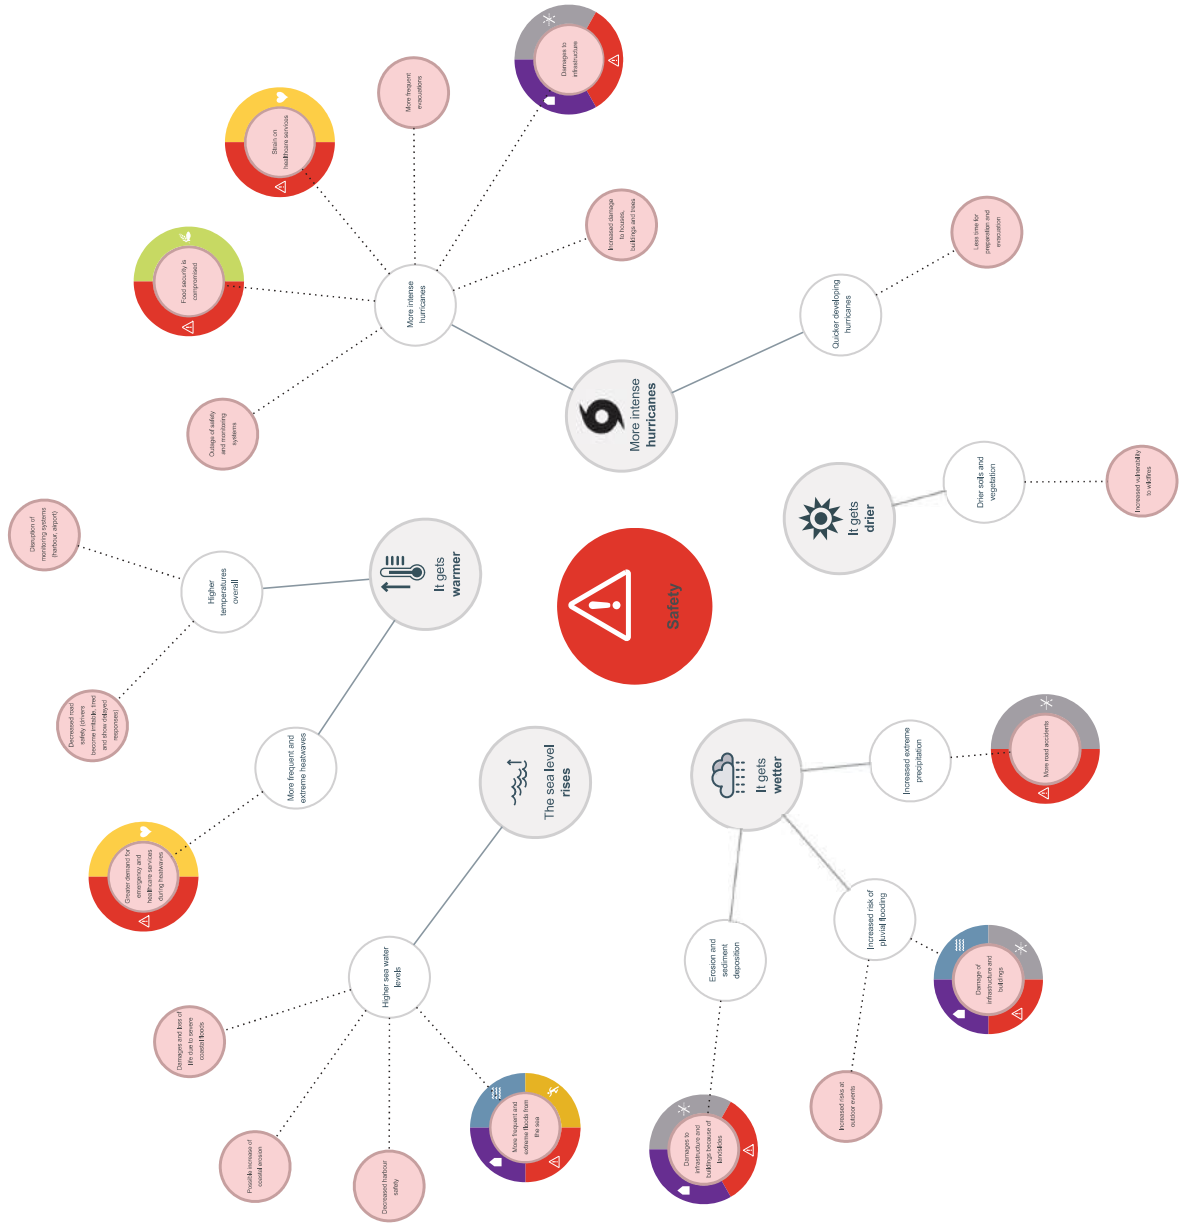 Safety
More intense
hurricanes
More intense
hurricanes
Outage of safety
and monitoring
systems
Food security is
compromised
Strain on
healthcare services
More frequent
evacuations
Damages to
infrastructure
Increased damage
to houses,
buildings and trees
Quicker developing
hurricanes
Less time for
preparation and
evacuation
It gets
drier
Drier soils and
vegetation
Increased vulnerability
to wildfires
It gets
wetter
Increased extreme
precipitation
More road accidents
Increased risk of
pluvial flooding
Damage of
infrastructure and
buildings
Increased risks at
outdoor events
Erosion and
sediment
deposition
Damages to
infrastructure and
buildings because of
landslides
The sea level
rises
Higher sea water
levels
More frequent and
extreme floods from
the sea
Decreased harbour
safety
Possible increase of
coastal erosion
Damages and loss of
life due to severe
coastal floods
It gets
warmer
More frequent and
extreme heatwaves
Greater demand for
emergency and
healthcare services
during heatwaves
Higher
temperatures
overall
Decreased road
safety (drivers
become irritable, tired
and show delayed
responses)
Disruption of
monitoring systems
(harbour, airport)